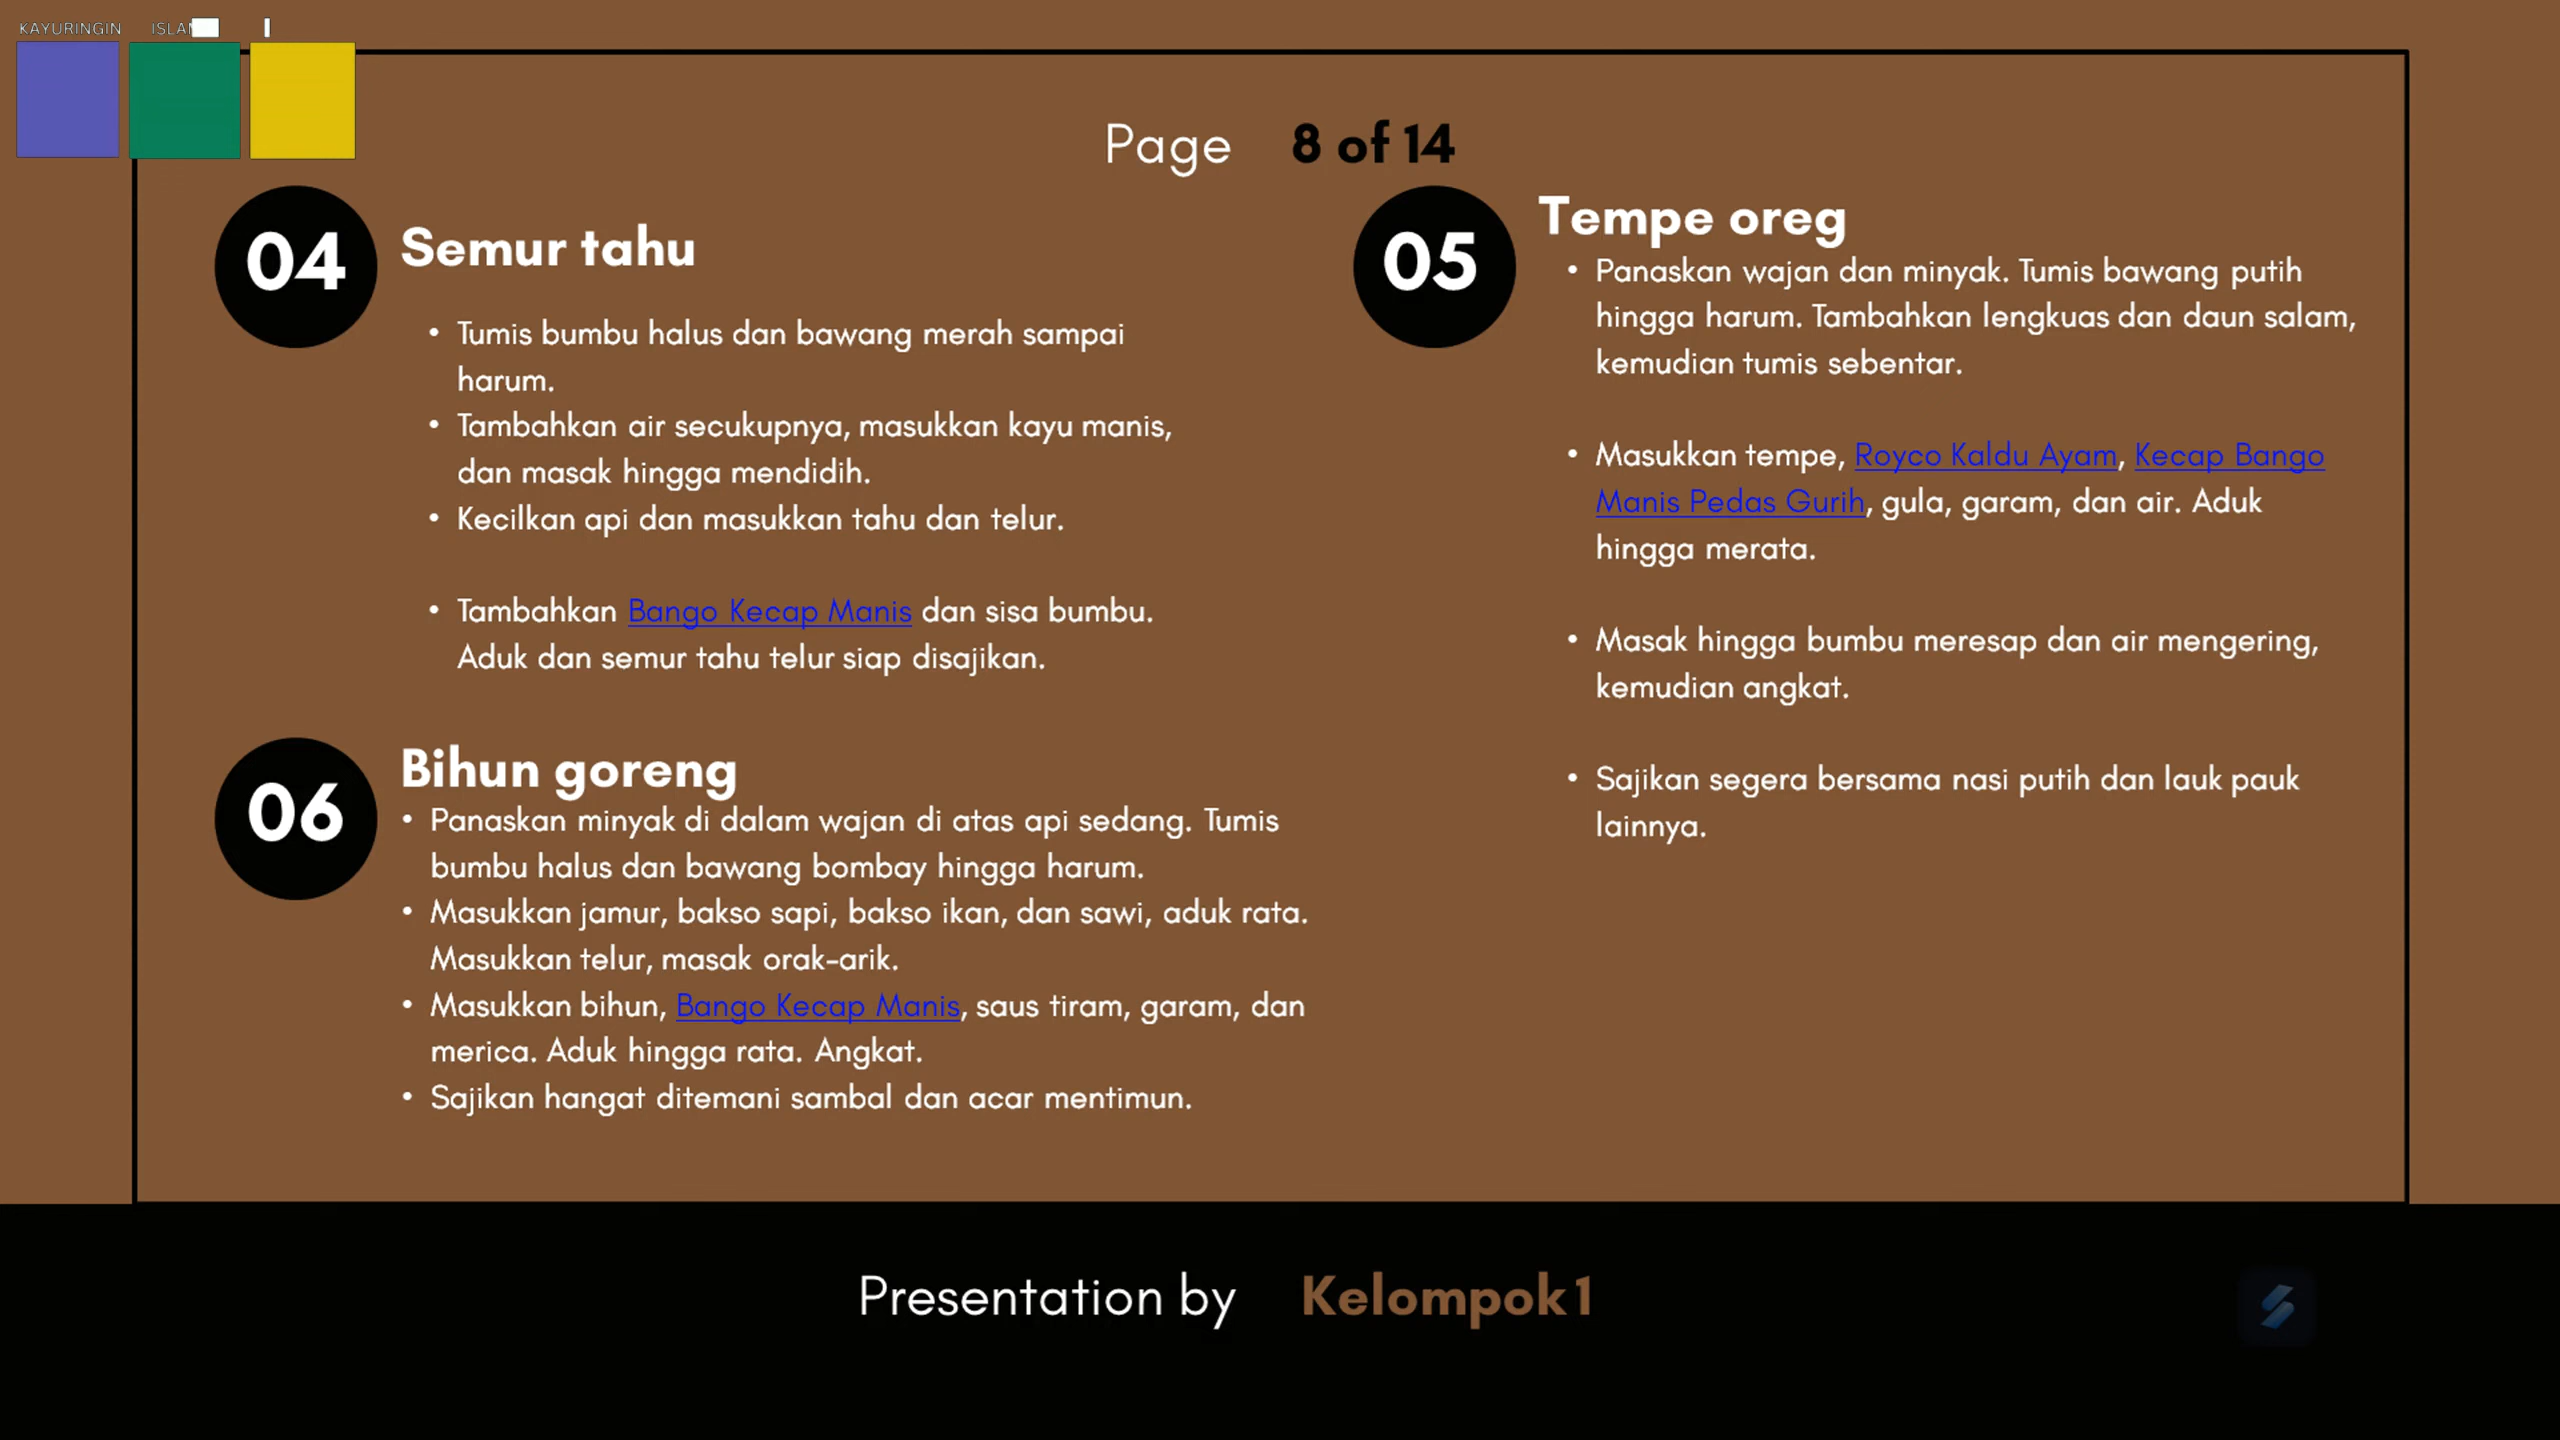 KAYURINGIN
Page 8 of 14
04
Semur tahu
• Tumis bumbu halus dan bawang merah sampai
harum.
• Tambahkan air secukupnya, masukkan kayu manis,
dan masak hingga mendidih.
• Kecilkan api dan masukkan tahu dan telur.
• Tambahkan Bango Kecap Manis dan sisa bumbu.
Aduk dan semur tahu telur siap disajikan.
05
Tempe oreg
• Panaskan wajan dan minyak. Tumis bawang putih
hingga harum. Tambahkan lengkuas dan daun salam,
kemudian tumis sebentar.
• Masukkan tempe, Royco Kaldu Ayam, Kecap Bango
Manis Pedas Gurih, gula, garam, dan air. Aduk
hingga merata.
• Masak hingga bumbu meresap dan air mengering,
kemudian angkat.
• Sajikan segera bersama nasi putih dan lauk pauk
lainnya.
06
Bihun goreng
• Panaskan minyak di dalam wajan di atas api sedang. Tumis
bumbu halus dan bawang bombay hingga harum.
• Masukkan jamur, bakso sapi, bakso ikan, dan sawi, aduk rata.
Masukkan telur, masak orak-arik.
• Masukkan bihun, Bango Kecap Manis, saus tiram, garam, dan
merica. Aduk hingga rata. Angkat.
• Sajikan hangat ditemani sambal dan acar mentimun.
Presentation by Kelompok1